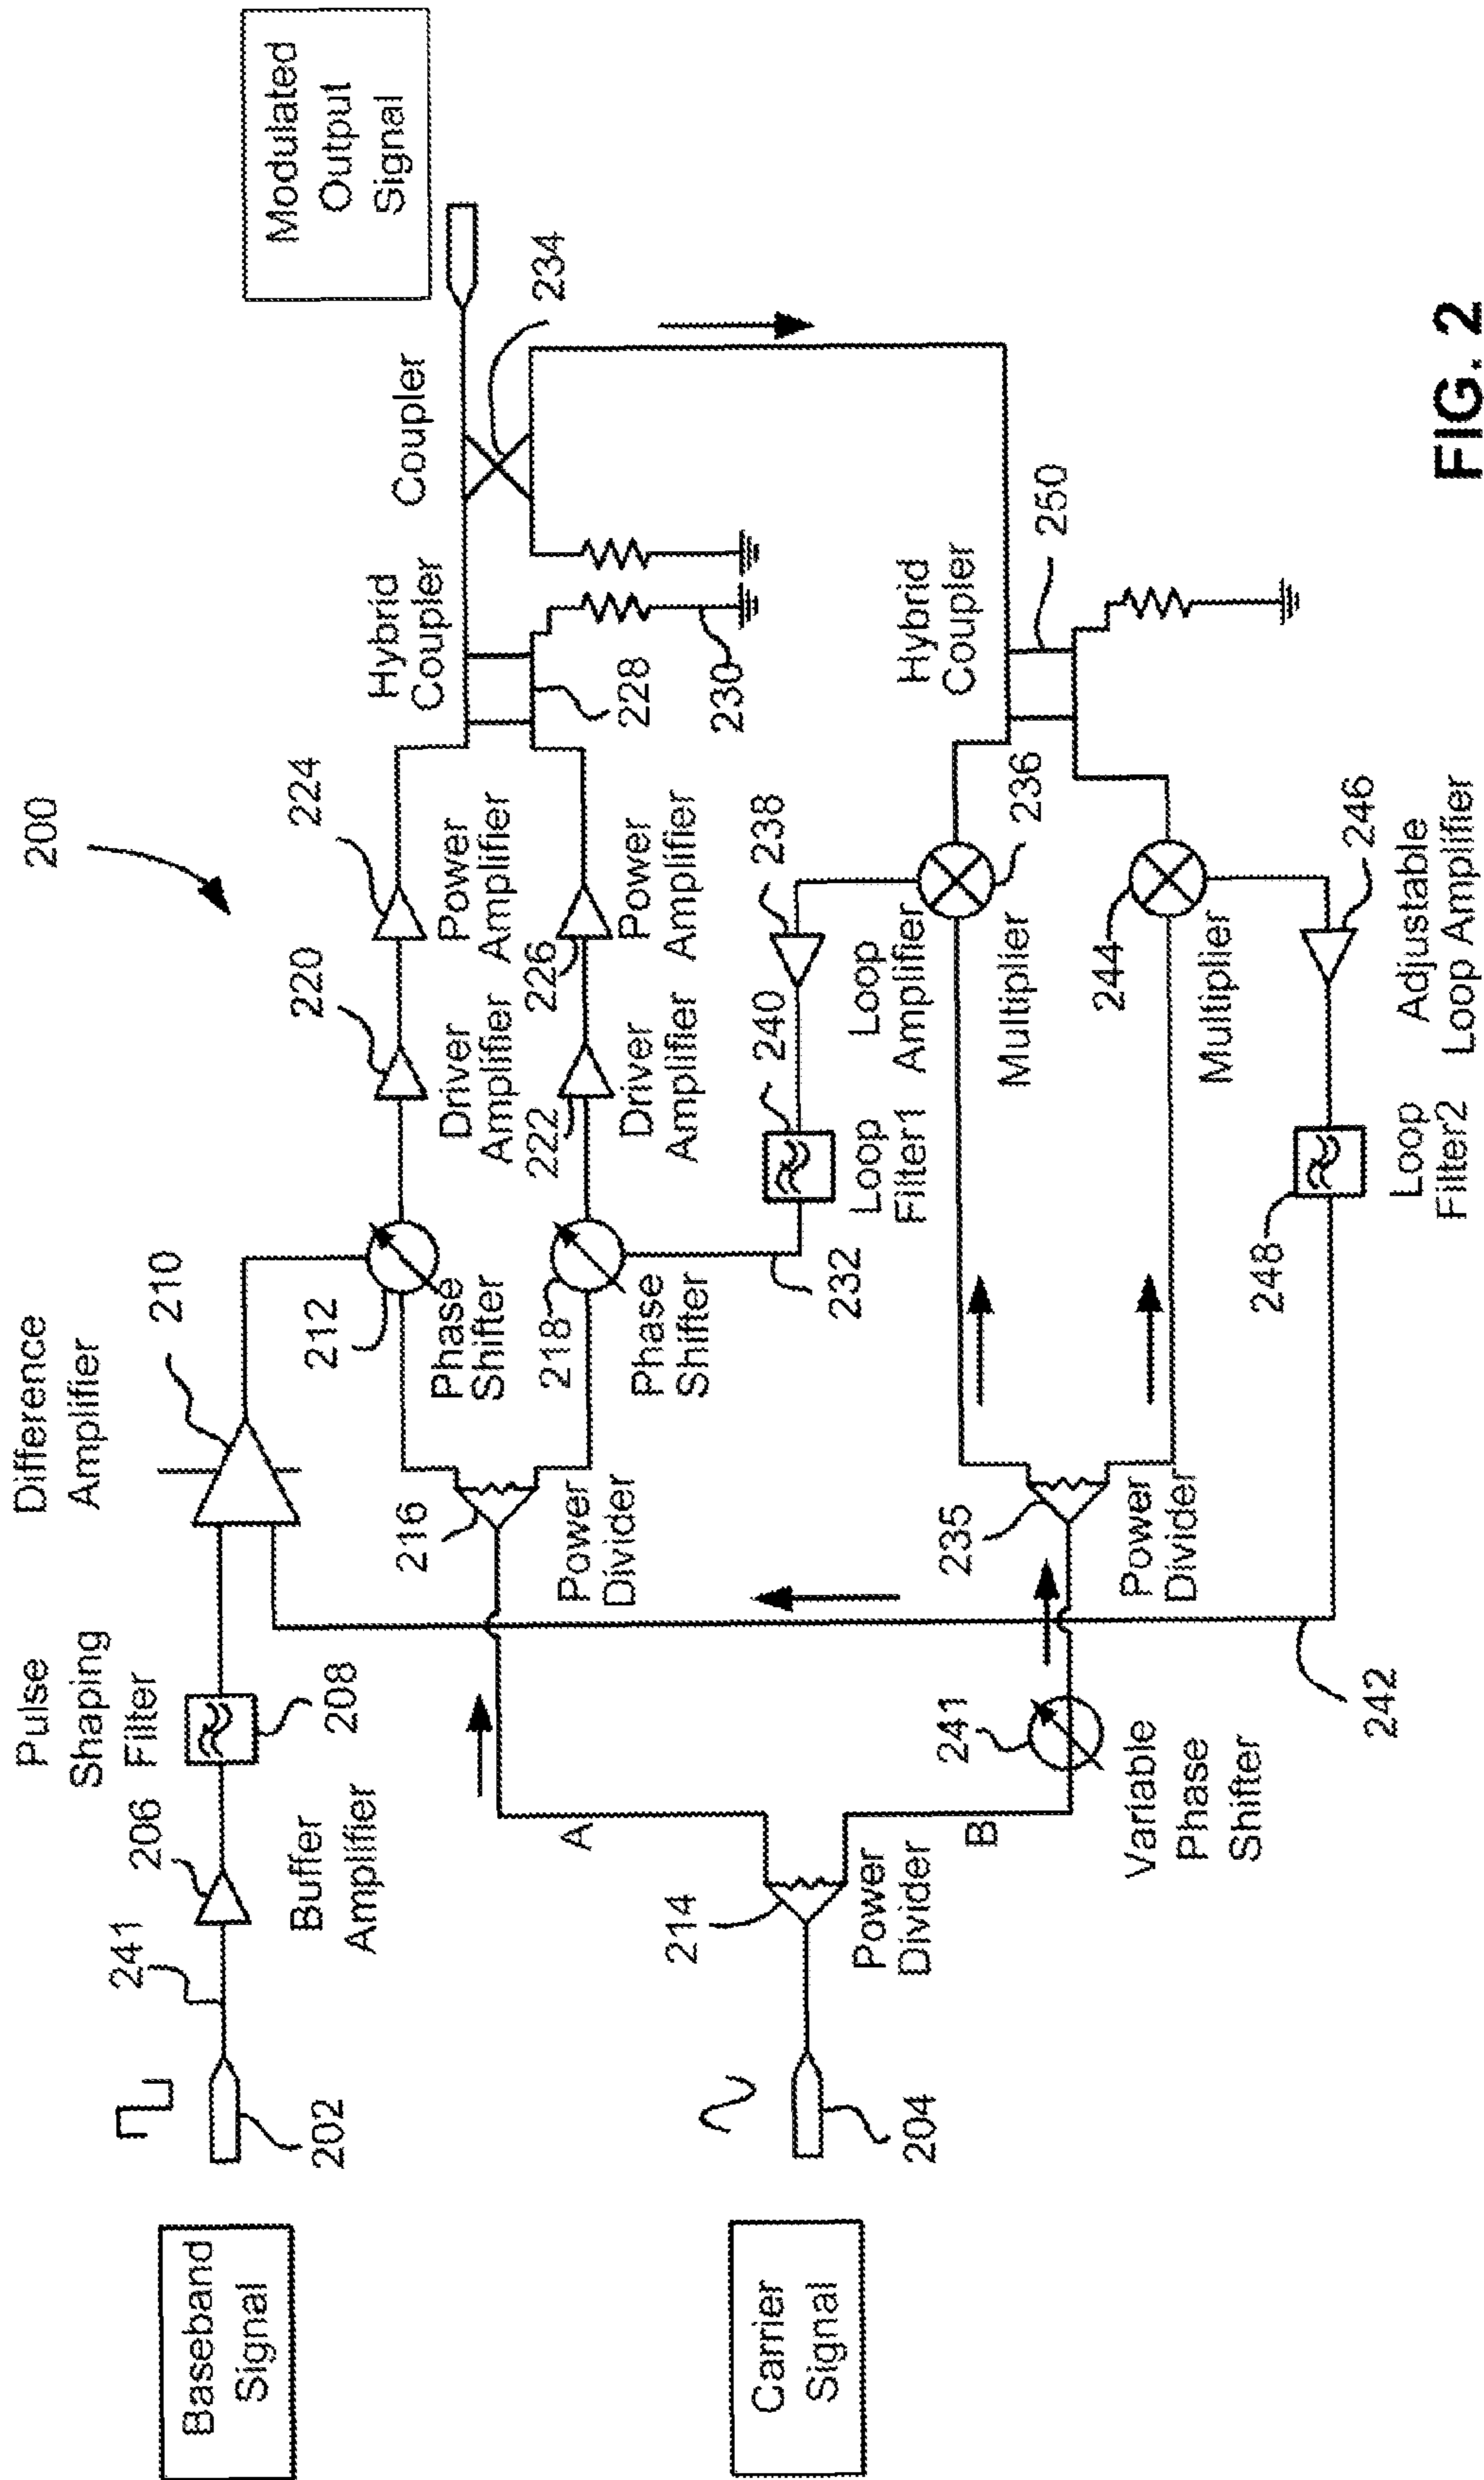 200
Baseband
Signal
202
241
206
Buffer
Amplifier
Pulse
Shaping
Filter
208
Difference
Amplifier
210
212
Phase
Shifter
220
Driver
Amplifier
224
Power
Amplifier
Hybrid
Coupler
Coupler
Modulated
Output
Signal
234
216
Power
Divider
218
Phase
Shifter
222
Driver
Amplifier
226
Power
Amplifier
228
230
232
240
Loop
Filter1
238
Loop
Amplifier
236
Multiplier
Hybrid
Coupler
250
Carrier
Signal
204
214
Power
Divider
A
B
241
Variable
Phase
Shifter
235
Power
Divider
244
Multiplier
242
248
Loop
Filter2
246
Adjustable
Loop Amplifier
FIG. 2